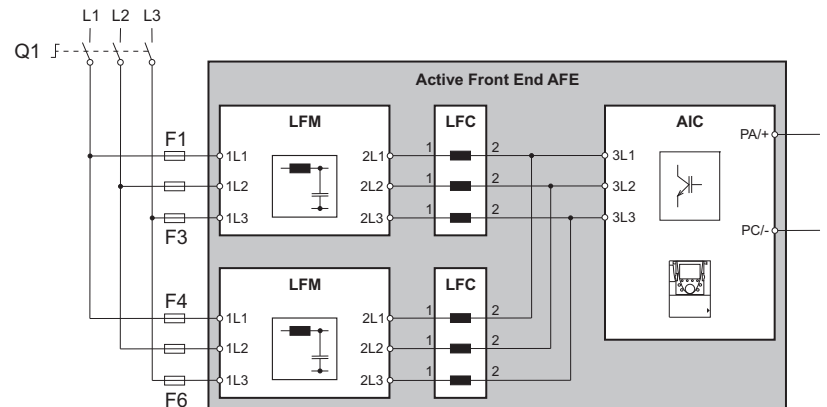 L1 L2 L3
Q1
Active Front End AFE
LFM LFC AIC
F1
1L1 2L1 1 2 3L1 PA/+
1L2 2L2 1 2 3L2
1L3 2L3 1 2 3L3
F3
PC/-
LFM LFC
F4
1L1 2L1 1 2
1L2 2L2 1 2
1L3 2L3 1 2
F6